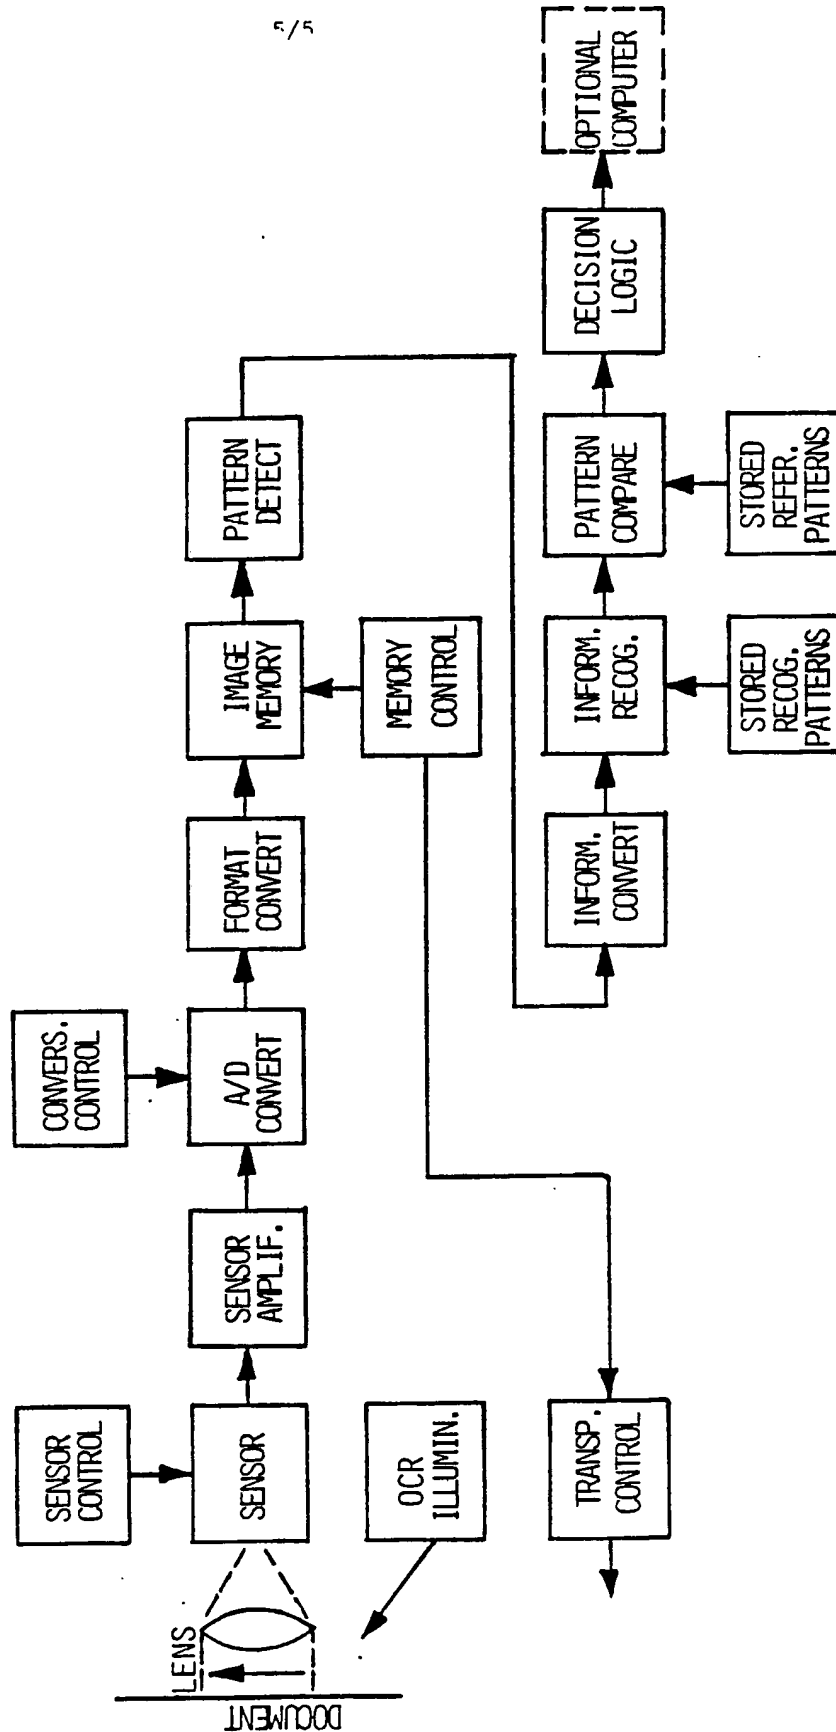 5/5
DOCUMENT
LENS
SENSOR
CONTROL
SENSOR
OCR
ILLUMIN.
TRANSP.
CONTROL
SENSOR
AMPLIF.
CONVERS.
CONTROL
A/D
CONVERT
FORMAT
CONVERT
IMAGE
MEMORY
MEMORY
CONTROL
PATTERN
DETECT
INFORM.
CONVERT
INFORM.
RECOG.
STORED
RECOG.
PATTERNS
PATTERN
COMPARE
STORED
REFER.
PATTERNS
DECISION
LOGIC
OPTIONAL
COMPUTER